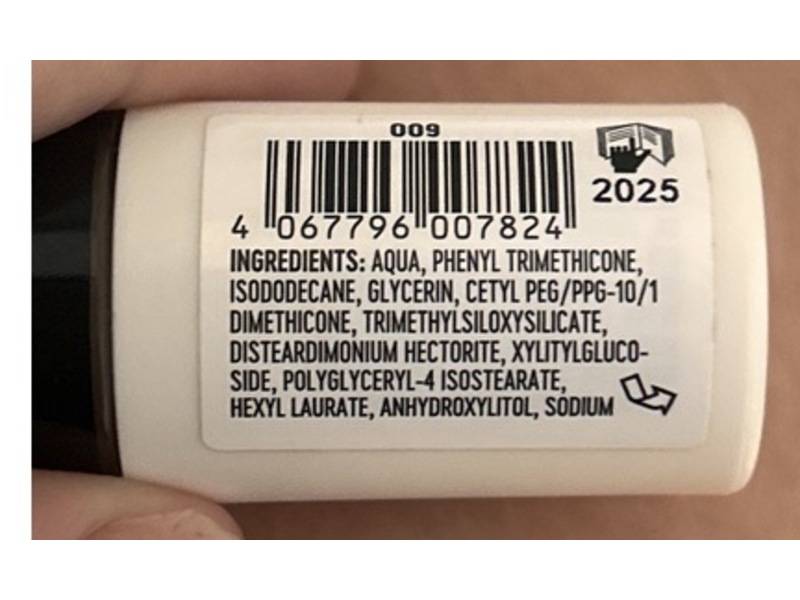 009
4 067796 007824
2025
INGREDIENTS: AQUA, PHENYL TRIMETHICONE,
ISODODECANE, GLYCERIN, CETYL PEG/PPG-10/1
DIMETHICONE, TRIMETHYLSILOXYSILICATE,
DISTEARDIMONIUM HECTORITE, XYLITYLGLUCO-
SIDE, POLYGLYCERYL-4 ISOSTEARATE,
HEXYL LAURATE, ANHYDROXYLITOL, SODIUM